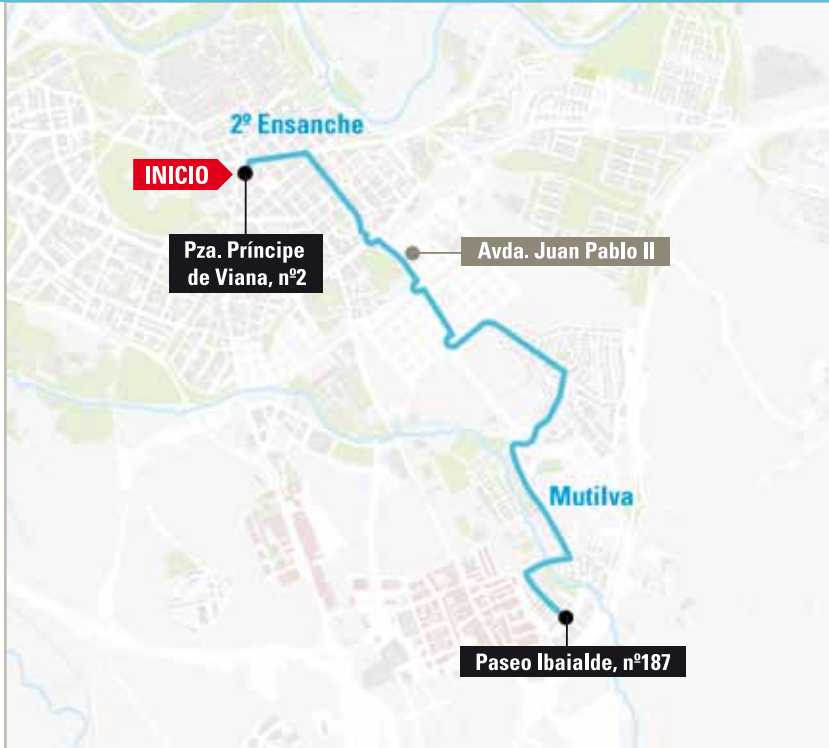 2º Ensanche
INICIO
Pza. Príncipe
de Viana, nº2
Avda. Juan Pablo II
Mutilva
Paseo Ibaialde, nº187